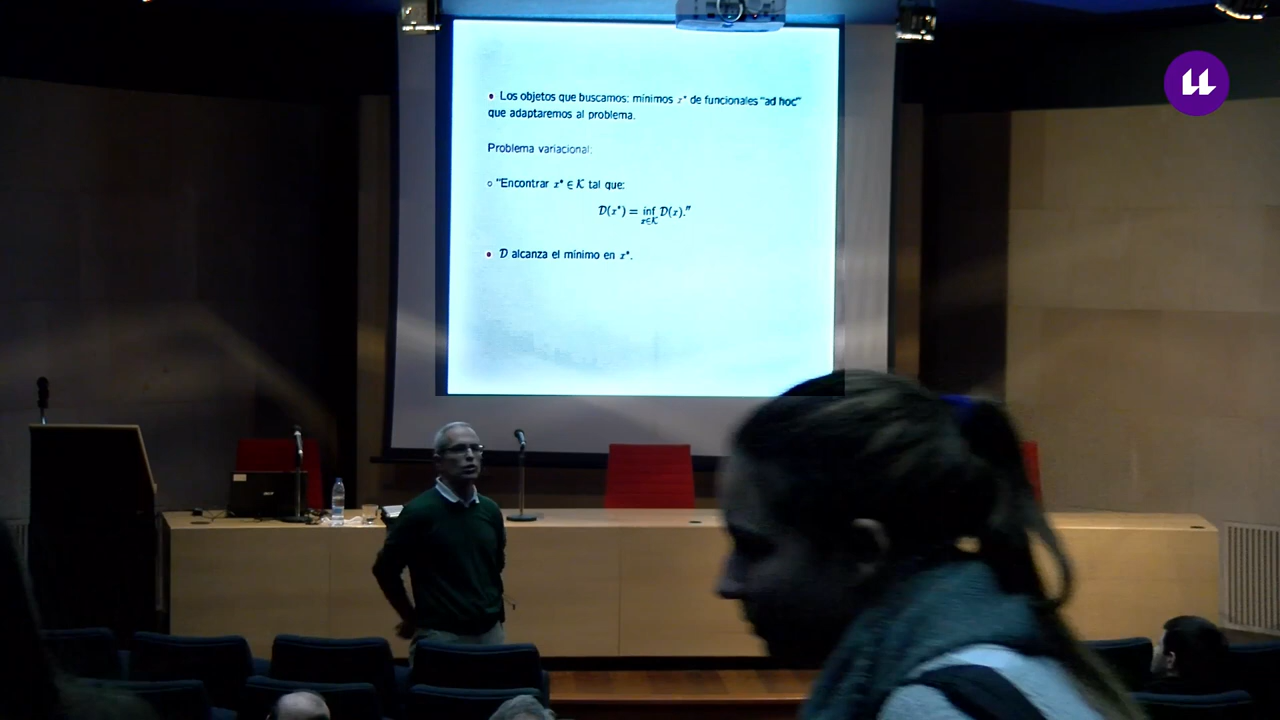 • Los objetos que buscamos: mínimos x* de funcionales "ad hoc"
que adaptaremos al problema.
Problema variacional:
○ "Encontrar x* ∈ K tal que:
D(x*) = inf D(x)."
x∈K
• D alcanza el mínimo en x*.